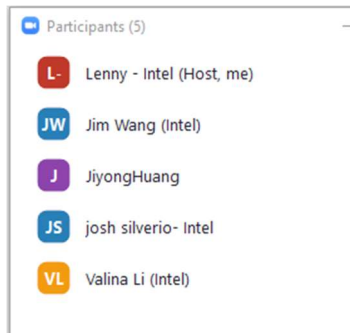 Participants (5)
L- Lenny - Intel (Host, me)
JW Jim Wang (Intel)
J JiyongHuang
JS josh silverio- Intel
VL Valina Li (Intel)